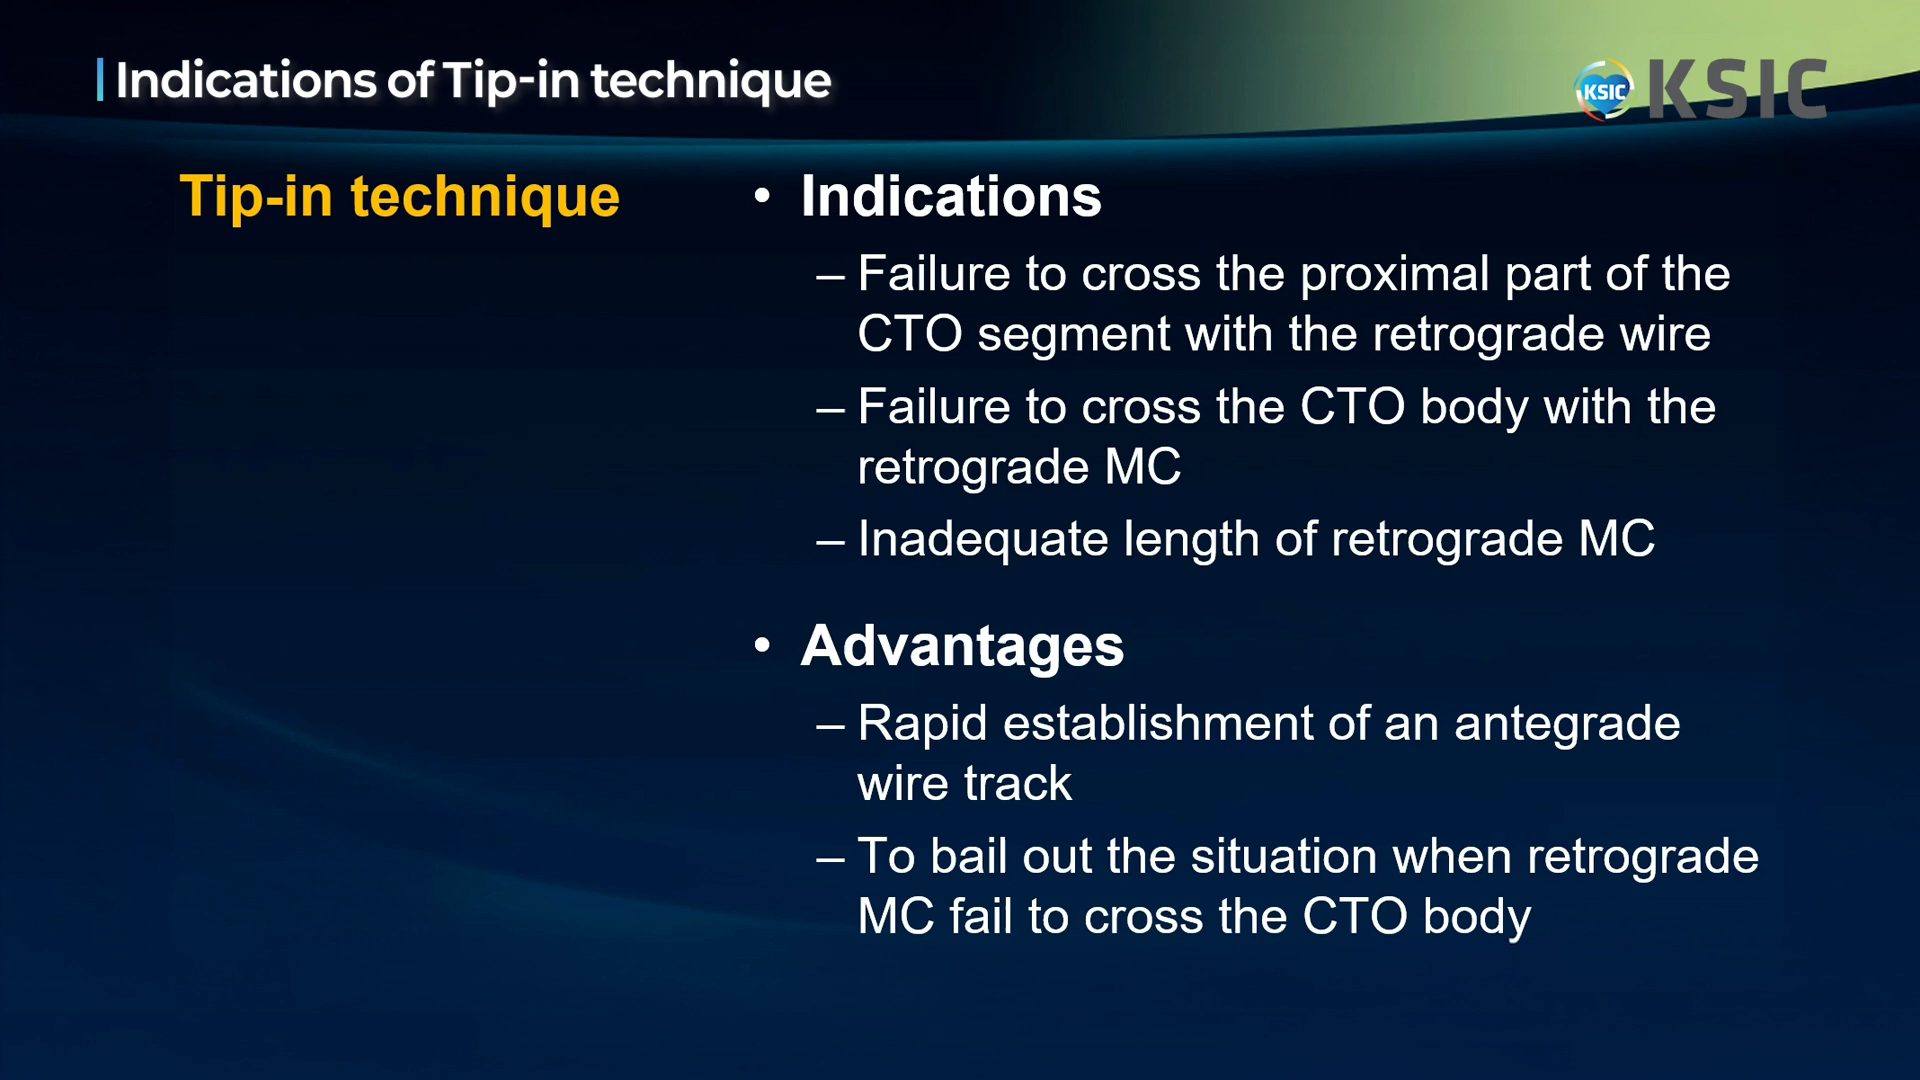 Indications of Tip-in technique
KSIC KSIC
Tip-in technique
• Indications
– Failure to cross the proximal part of the
CTO segment with the retrograde wire
– Failure to cross the CTO body with the
retrograde MC
– Inadequate length of retrograde MC
• Advantages
– Rapid establishment of an antegrade
wire track
– To bail out the situation when retrograde
MC fail to cross the CTO body